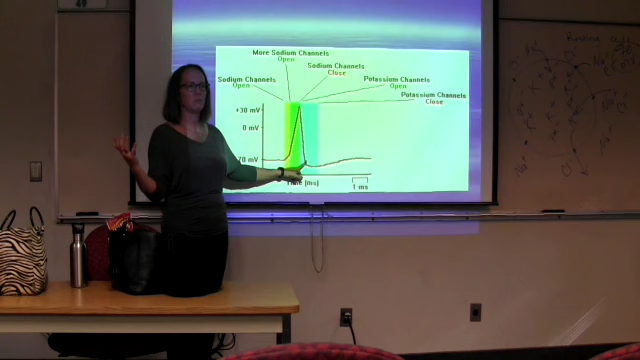 More Sodium Channels
Open
Sodium Channels
Close
Sodium Channels
Open
Potassium Channels
Open
Potassium Channels
Close
+30 mV
0 mV
70 mV
Time (ms)
1 ms